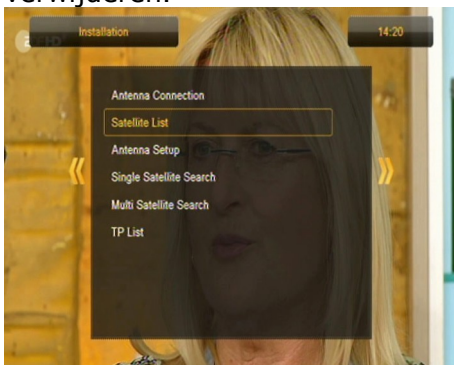 verwijderen.
Installation
14:20
Antenna Connection
Satellite List
Antenna Setup
Single Satellite Search
Multi Satellite Search
TP List